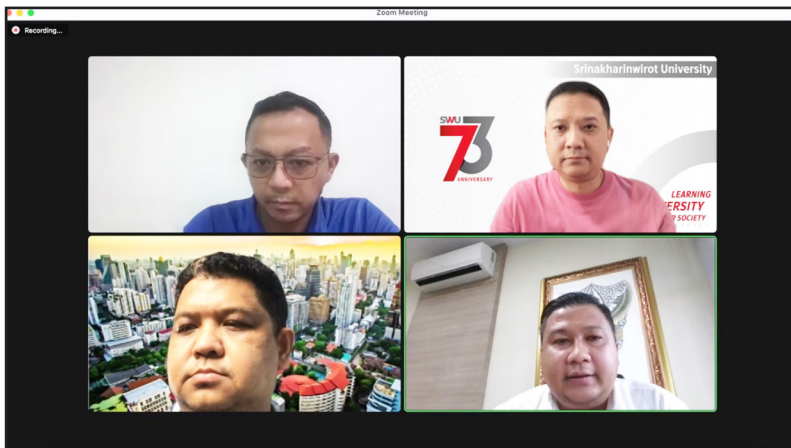 Zoom Meeting
Recording...
Srinakharinwirot University
SWU
73
ANNIVERSARY
LEARNING
ERSITY
SOCIETY